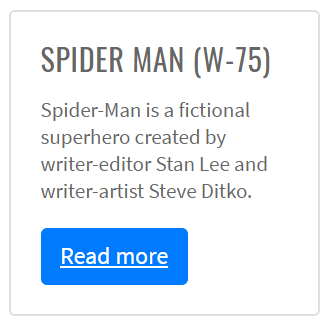 SPIDER MAN (W-75)
Spider-Man is a fictional
superhero created by
writer-editor Stan Lee and
writer-artist Steve Ditko.
Read more